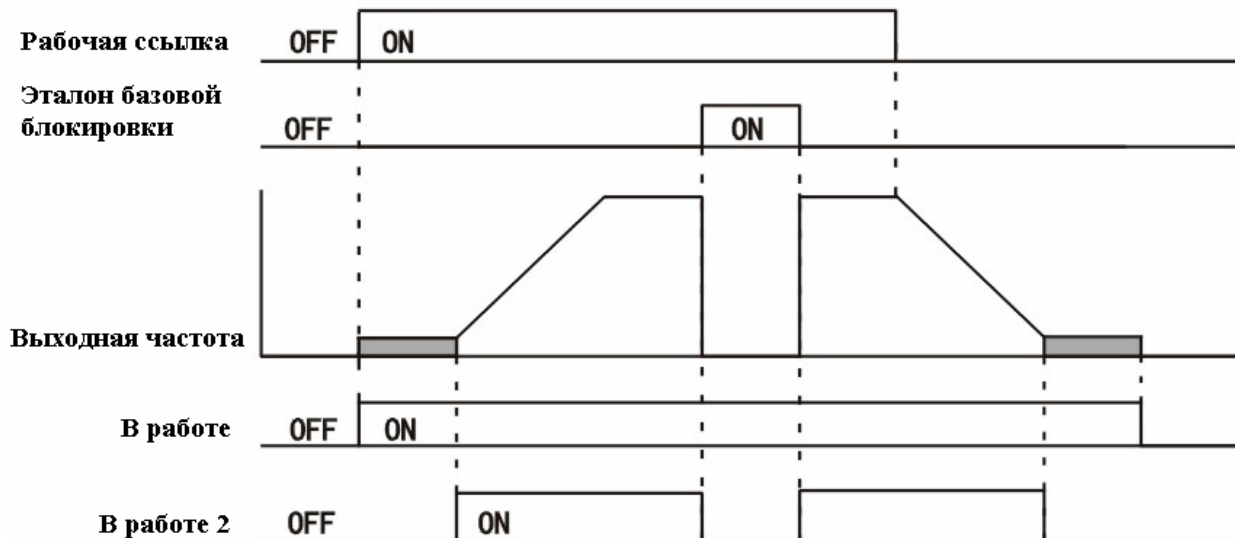 Рабочая ссылка OFF ON
Эталон базовой
блокировки OFF ON
Выходная частота
В работе OFF ON
В работе 2 OFF ON